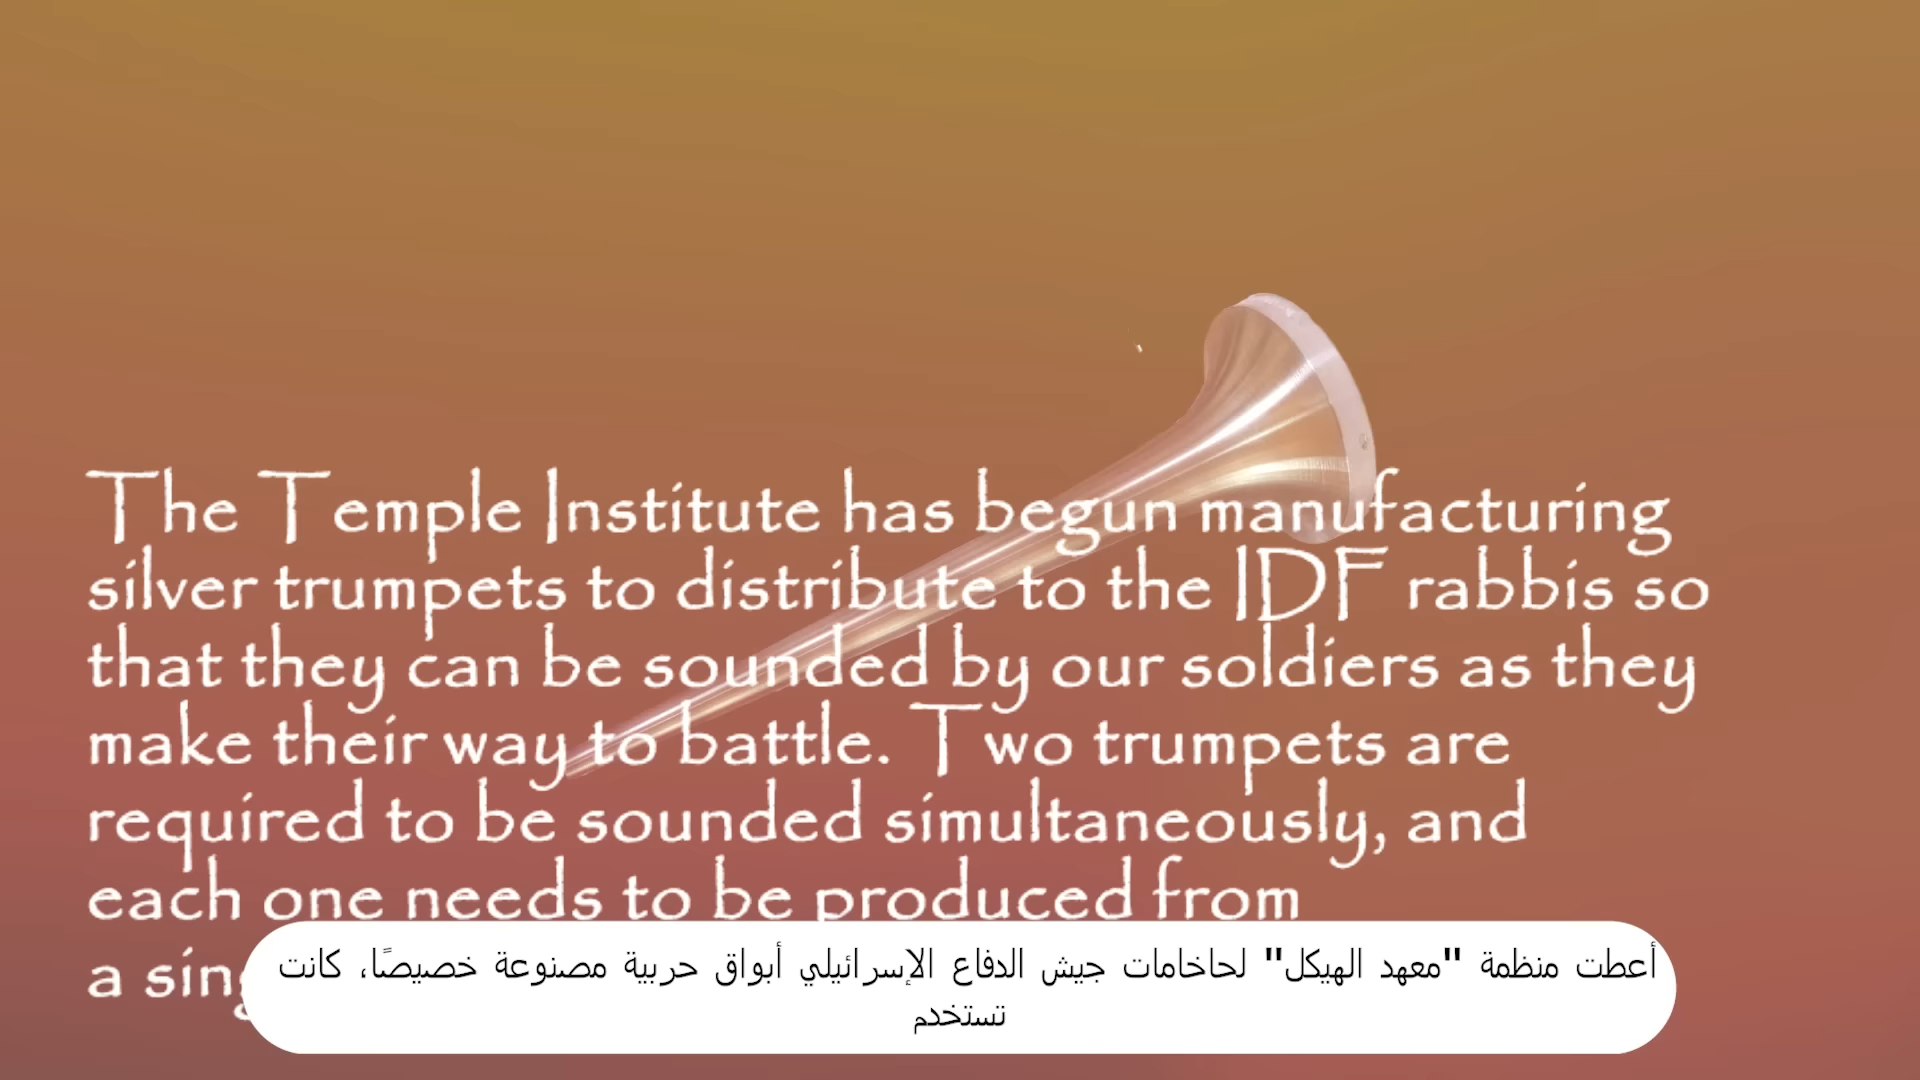 The Temple Institute has begun manufacturing
silver trumpets to distribute to the IDF rabbis so
that they can be sounded by our soldiers as they
make their way to battle. Two trumpets are
required to be sounded simultaneously, and
each one needs to be produced from
a
أعطت منظمة "معهد الهيكل" لحاخامات جيش الدفاع الإسرائيلي أبواق حربية مصنوعة خصيصًا، كانت
تستخدم